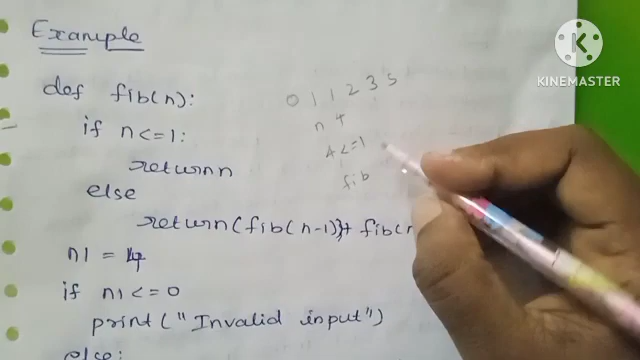 Example
KINEMASTER
def fib(n):
0 1 1 2 3 5
n 4
if n<=1:
4<=1
return n
fib
else
return(fib(n-1)+ fib(n
n1 = 4
if n1 <= 0
print("Invalid input")
else: